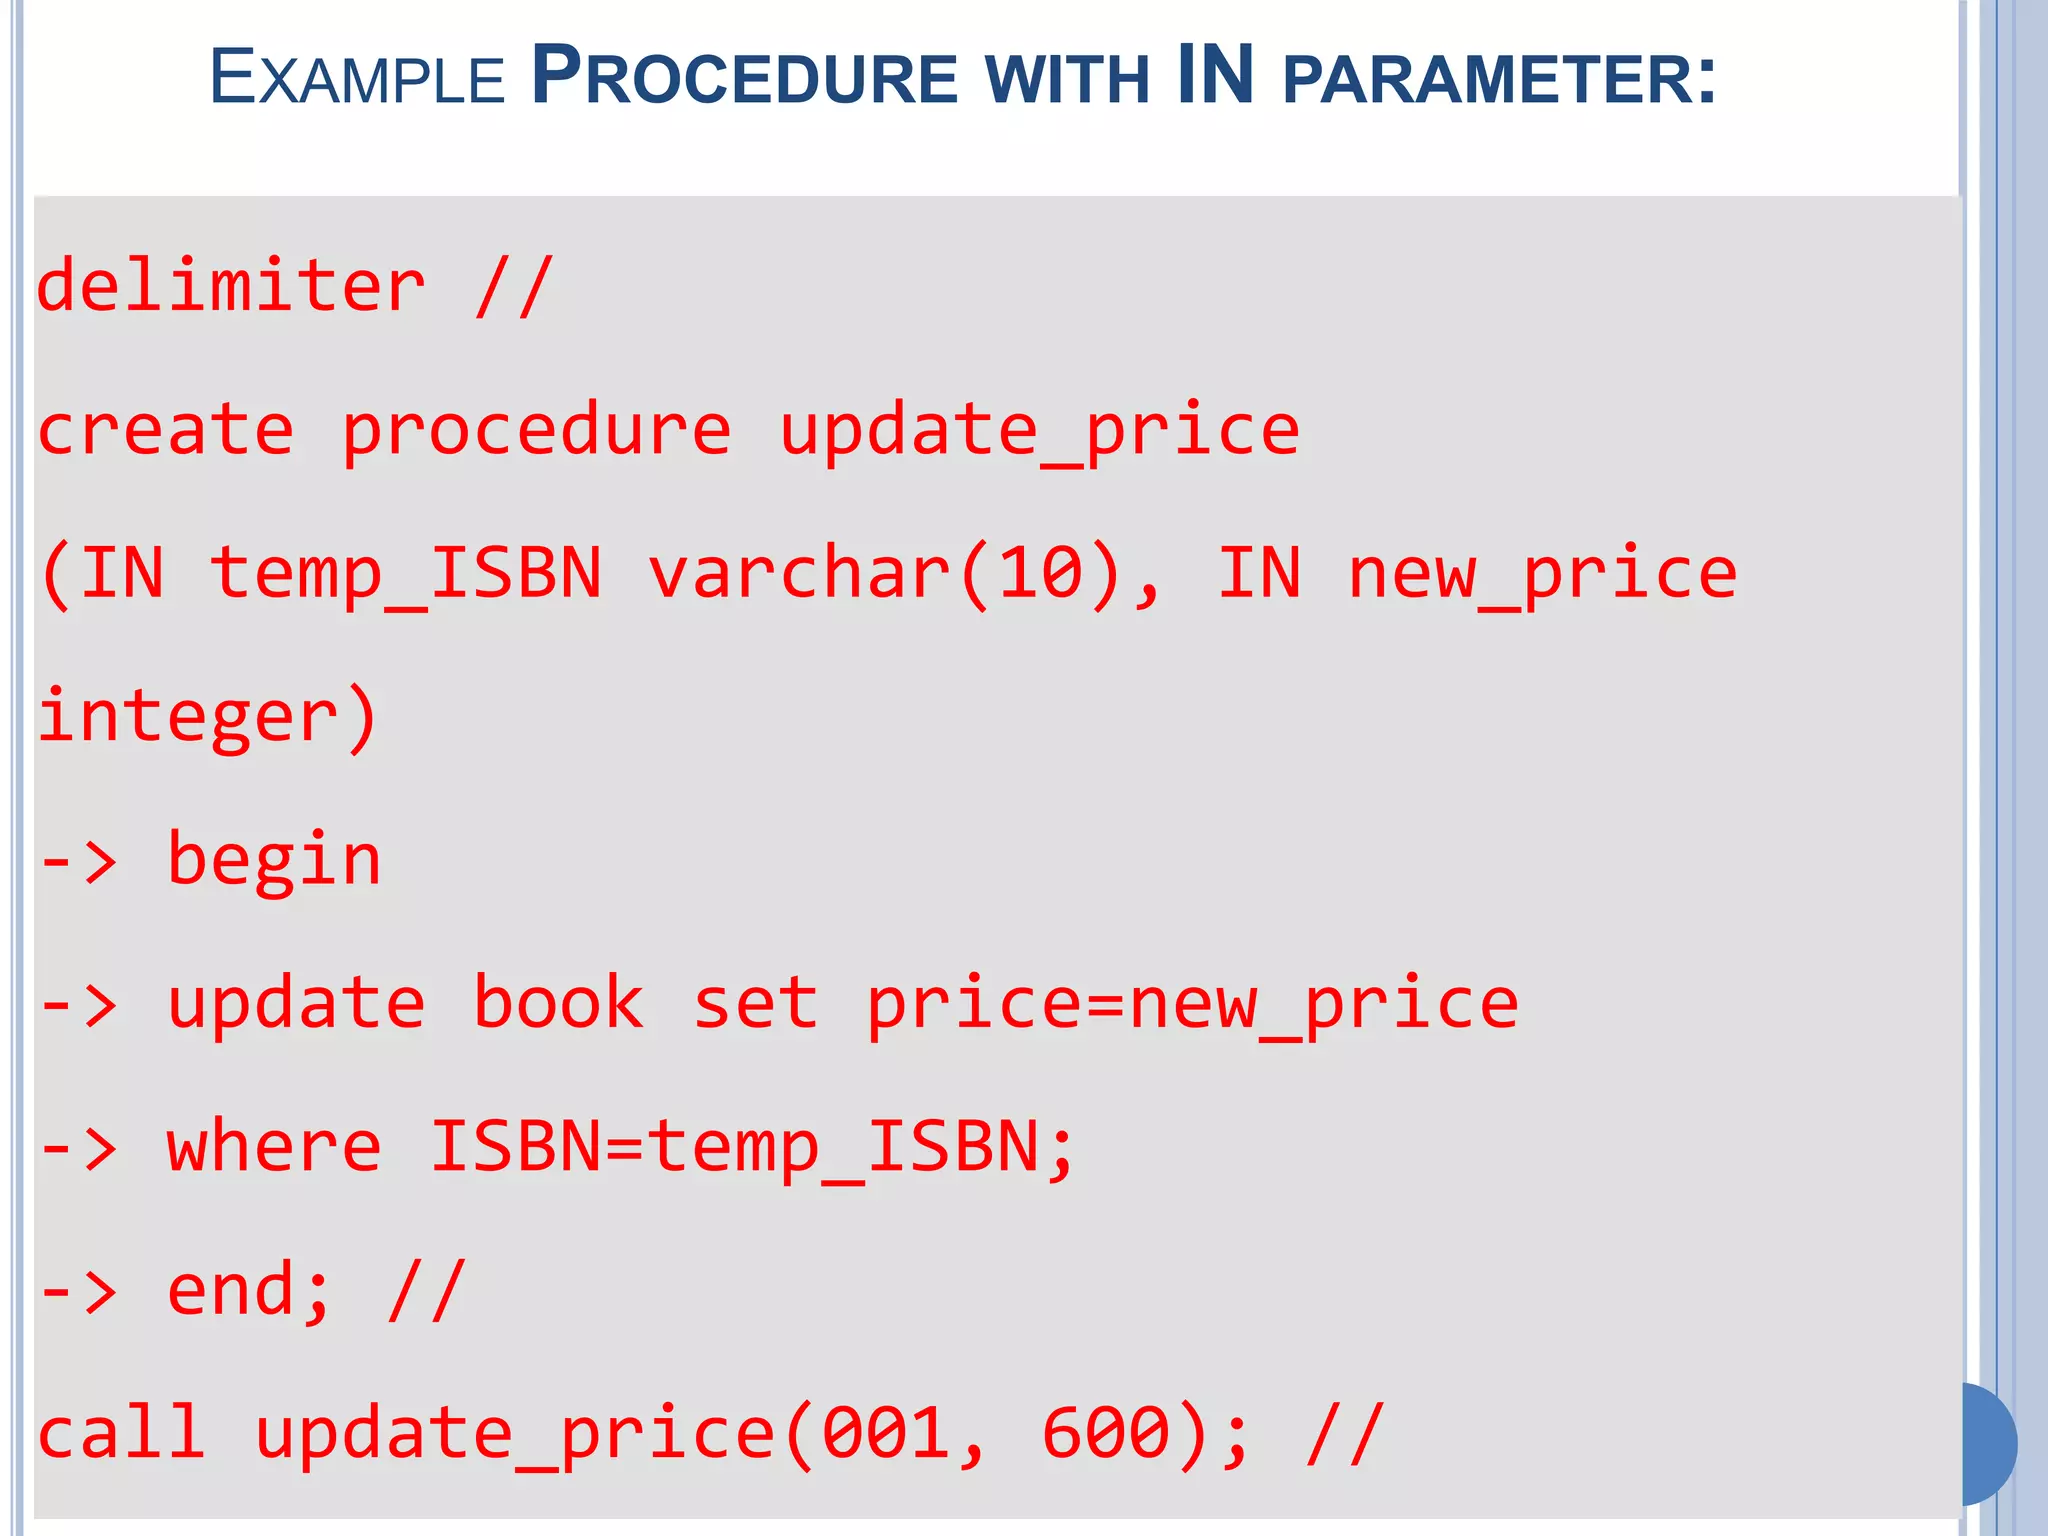 EXAMPLE PROCEDURE WITH IN PARAMETER:
delimiter //
create procedure update_price
(IN temp_ISBN varchar(10), IN new_price
integer)
-> begin
-> update book set price=new_price
-> where ISBN=temp_ISBN;
-> end; //
call update_price(001, 600); //